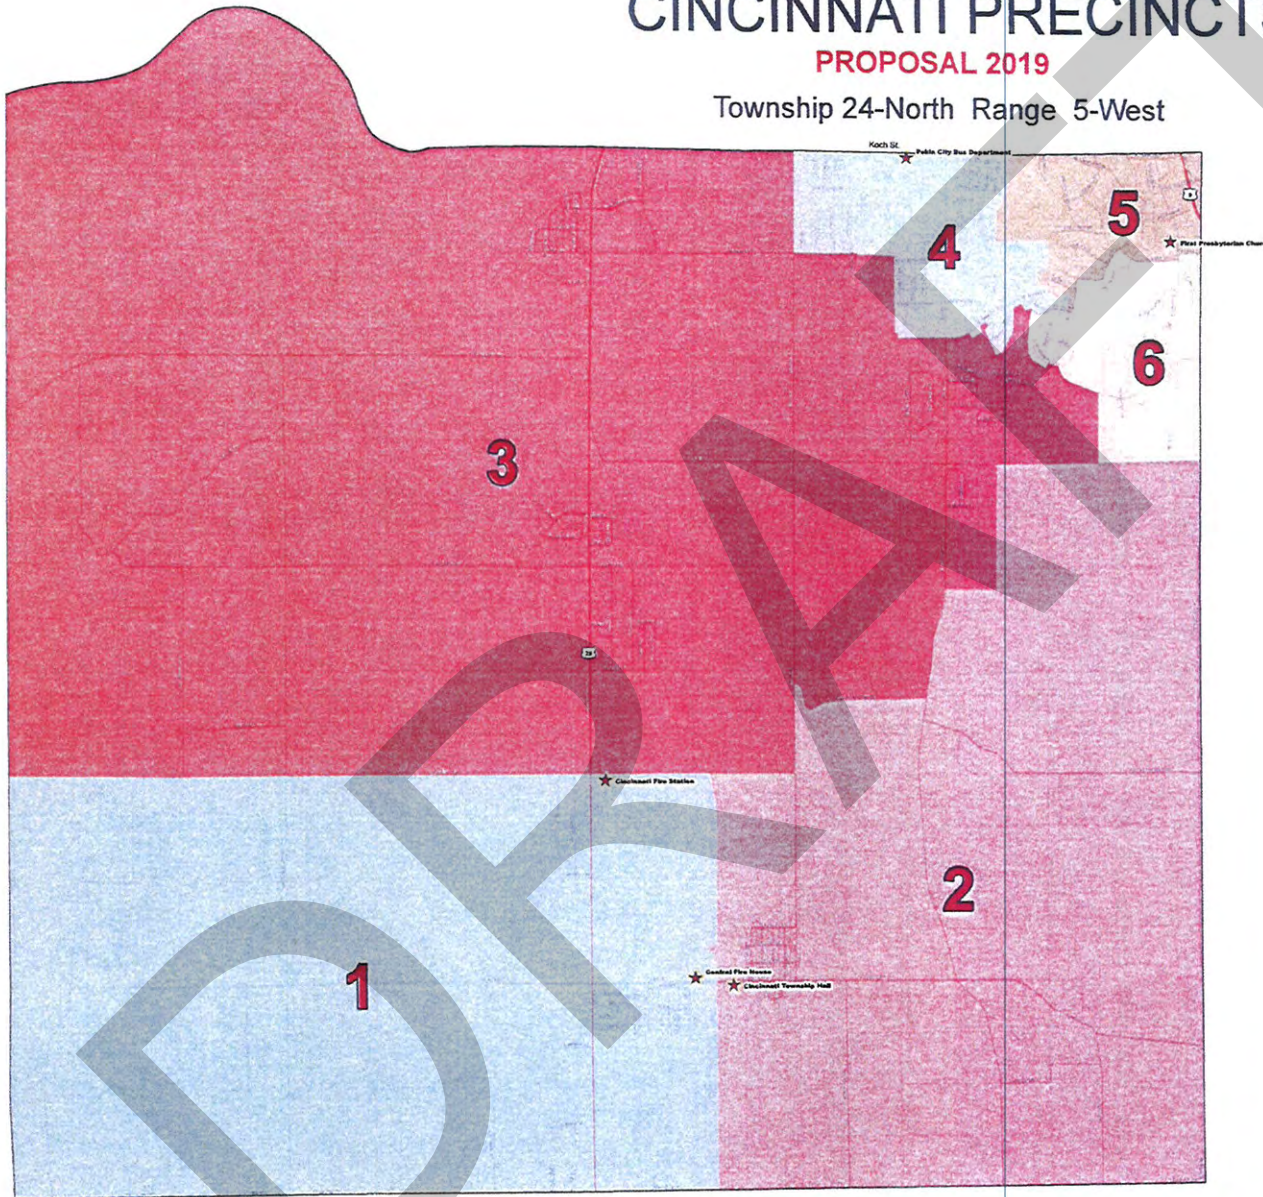 CINCINNATI PRECINCTS
PROPOSAL 2019
Township 24-North Range 5-West
Koch St.
Pekin City Bus Department
5
4
First Presbyterian Chur
6
3
Cincinnati Fire Station
2
1
Central Fire House
Cincinnati Township Hall
DRAFT